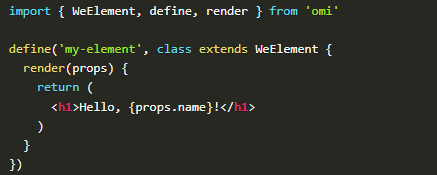 import { WeElement, define, render } from 'omi'
define('my-element', class extends WeElement {
render(props) {
return (
<h1>Hello, {props.name}!</h1>
)
}
})